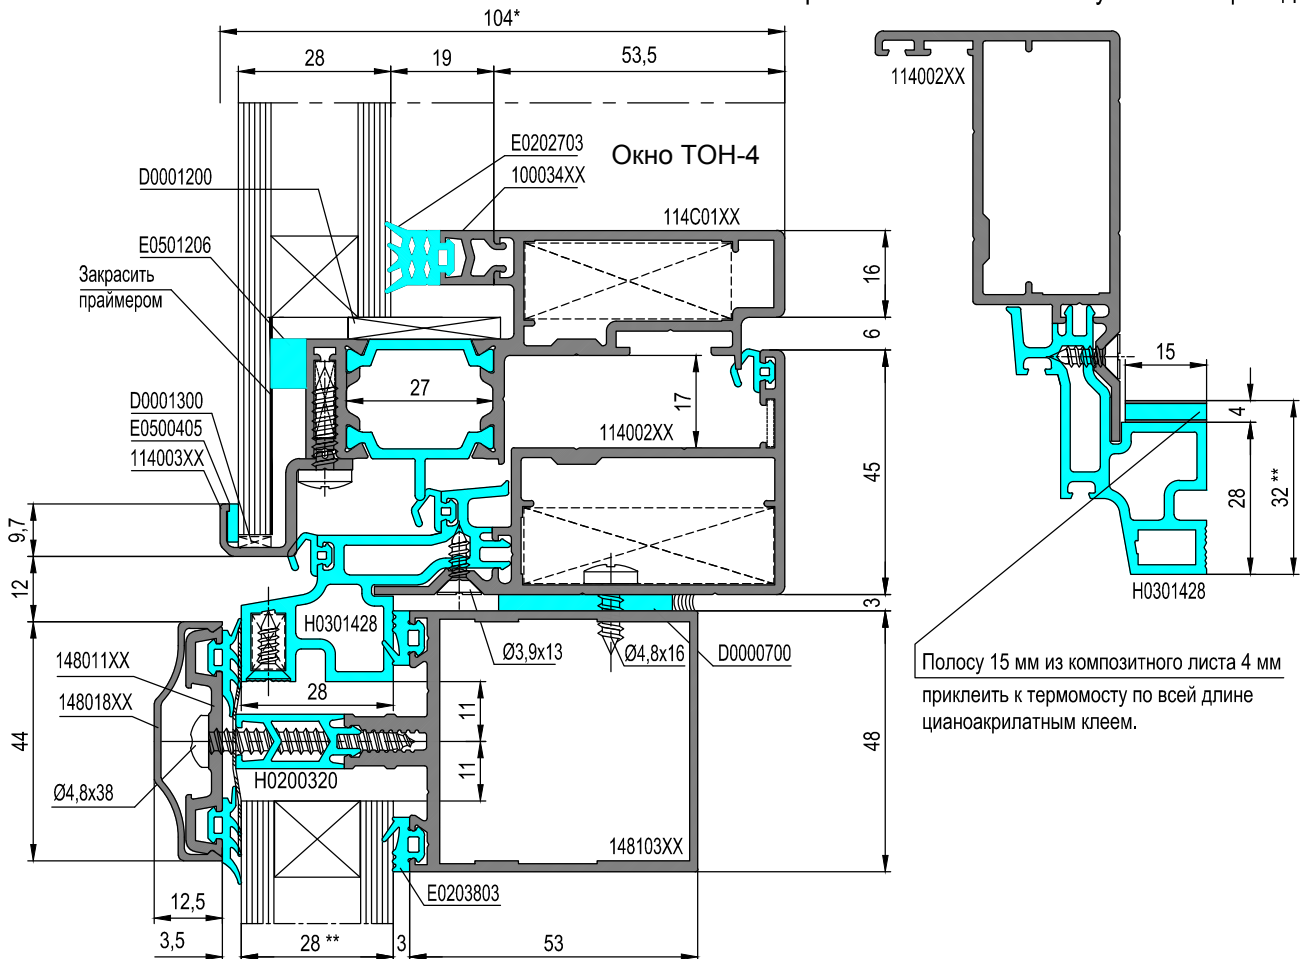 104*
28
19
53,5
114002XX
E0202703
Окно ТОН-4
100034XX
D0001200
114C01XX
E0501206
Закрасить
праймером
16
6
15
27
17
D0001300
E0500405
114003XX
114002XX
4
45
28
32 **
9,7
12
3
H0301428
H0301428
Ø3,9x13
Ø4,8x16
D0000700
Полосу 15 мм из композитного листа 4 мм
приклеить к термомосту по всей длине
цианоакрилатным клеем.
148011XX
148018XX
28
11
44
48
11
H0200320
Ø4,8x38
148103XX
E0203803
12,5
3,5
28 **
3
53